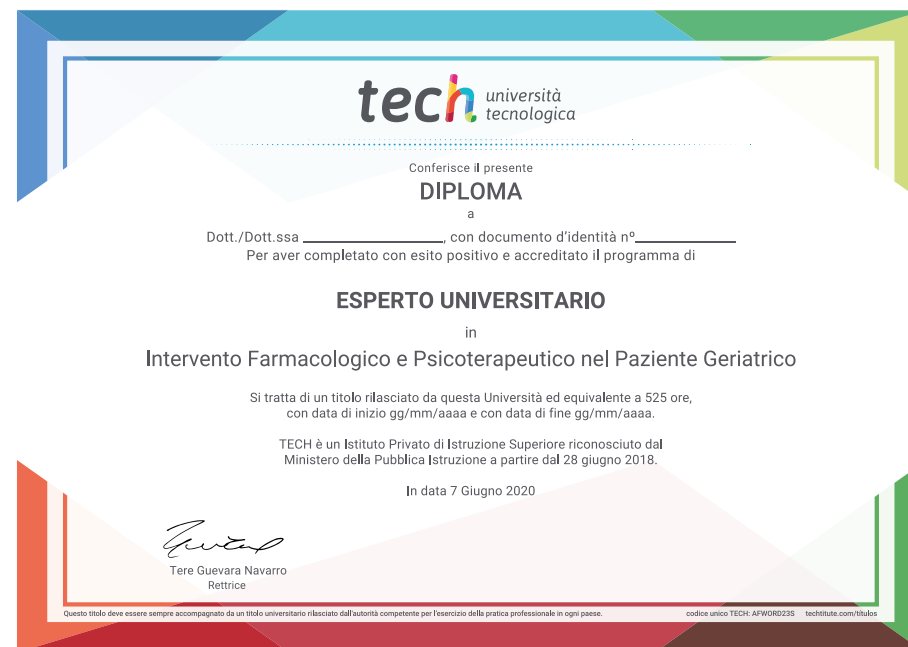 tech università
tecnologica
Conferisce il presente
DIPLOMA
a
Dott./Dott.ssa ____________________, con documento d'identità nº______________
Per aver completato con esito positivo e accreditato il programma di
ESPERTO UNIVERSITARIO
in
Intervento Farmacologico e Psicoterapeutico nel Paziente Geriatrico
Si tratta di un titolo rilasciato da questa Università ed equivalente a 525 ore,
con data di inizio gg/mm/aaaa e con data di fine gg/mm/aaaa.
TECH è un Istituto Privato di Istruzione Superiore riconosciuto dal
Ministero della Pubblica Istruzione a partire dal 28 giugno 2018.
In data 7 Giugno 2020
Tere Guevara Navarro
Rettrice
Questo titolo deve essere sempre accompagnato da un titolo universitario rilasciato dall'autorità competente per l'esercizio della pratica professionale in ogni paese. codice unico TECH: AFWORD23S techtitute.com/titulos